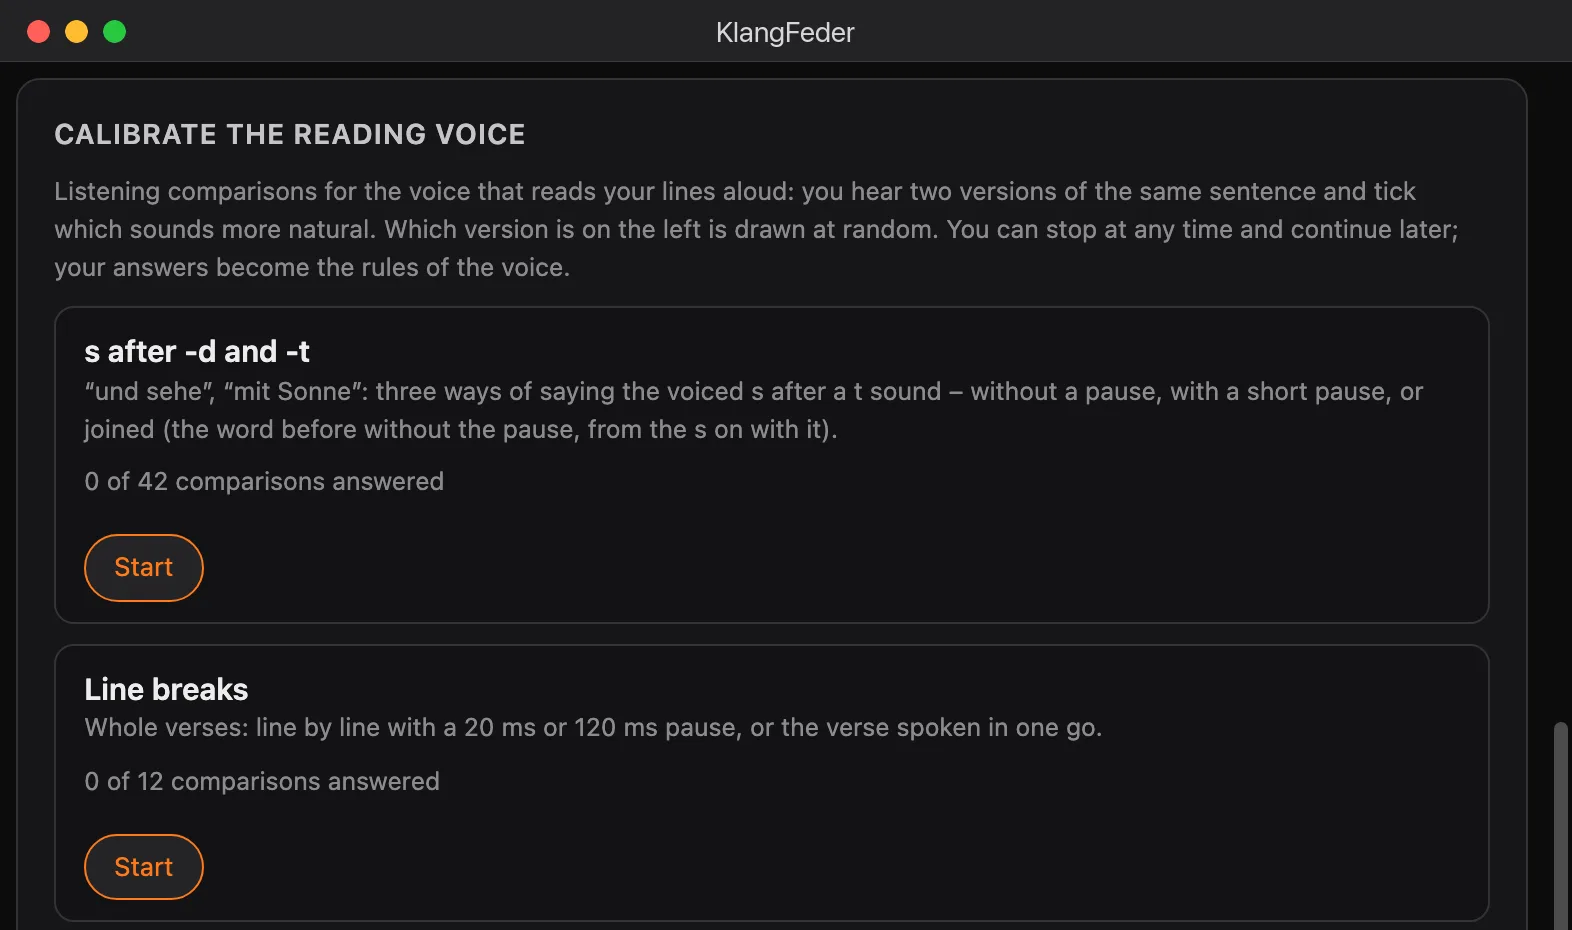 KlangFeder
CALIBRATE THE READING VOICE
Listening comparisons for the voice that reads your lines aloud: you hear two versions of the same sentence and tick
which sounds more natural. Which version is on the left is drawn at random. You can stop at any time and continue later;
your answers become the rules of the voice.
s after -d and -t
“und sehe”, “mit Sonne”: three ways of saying the voiced s after a t sound – without a pause, with a short pause, or
joined (the word before without the pause, from the s on with it).
0 of 42 comparisons answered
Start
Line breaks
Whole verses: line by line with a 20 ms or 120 ms pause, or the verse spoken in one go.
0 of 12 comparisons answered
Start